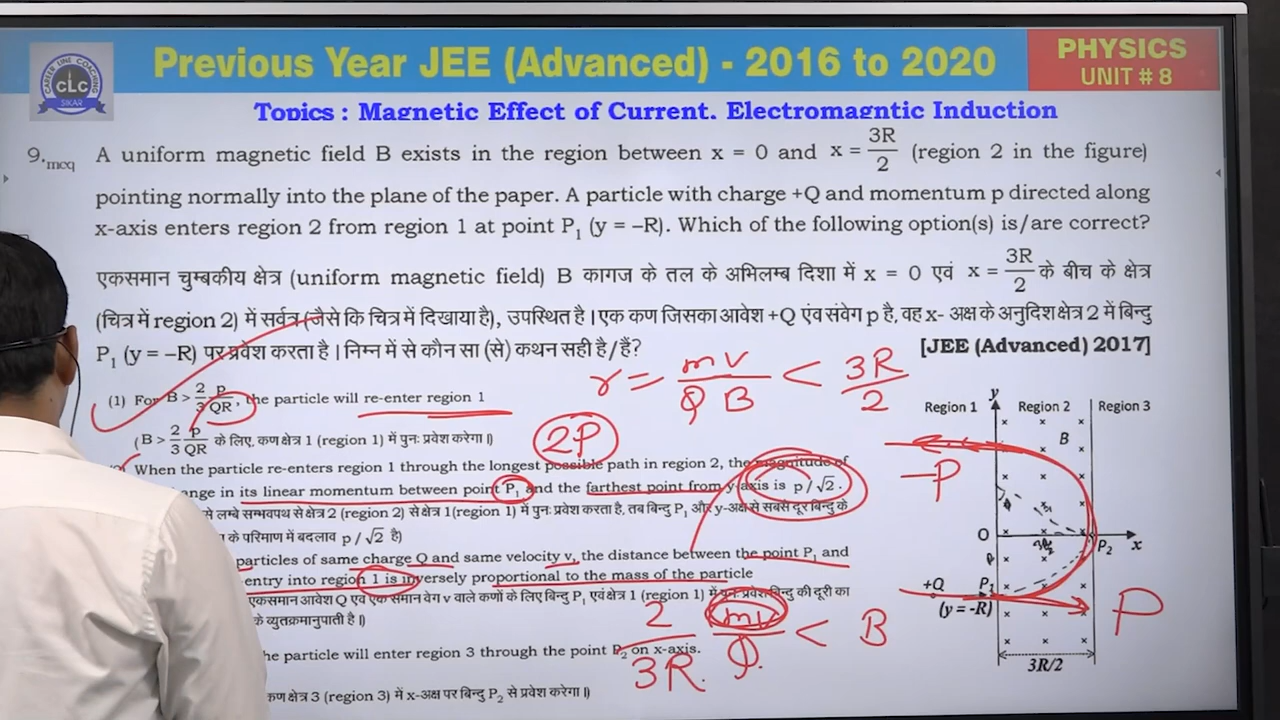 CAREER LINE COACHING
CLC
SIKAR
Previous Year JEE (Advanced) - 2016 to 2020
PHYSICS
UNIT # 8
Topics : Magnetic Effect of Current. Electromagntic Induction
9.mcq A uniform magnetic field B exists in the region between x = 0 and x = 3R/2 (region 2 in the figure)
pointing normally into the plane of the paper. A particle with charge +Q and momentum p directed along
x-axis enters region 2 from region 1 at point P₁ (y = –R). Which of the following option(s) is/are correct?
एकसमान चुम्बकीय क्षेत्र (uniform magnetic field) B कागज के तल के अभिलम्ब दिशा में x = 0 एवं x = 3R/2 के बीच के क्षेत्र
(चित्र में region 2) में सर्वत्र (जैसे कि चित्र में दिखाया है), उपस्थित है। एक कण जिसका आवेश +Q एंव संवेग p है, वह x- अक्ष के अनुदिश क्षेत्र 2 में बिन्दु
P₁ (y = –R) पर प्रवेश करता है। निम्न में से कौन सा (से) कथन सही है/हैं?
[JEE (Advanced) 2017]
r = mv/QB < 3R/2
(1) For B > 2/3 p/QR, the particle will re-enter region 1
(B > 2/3 p/QR के लिए, कण क्षेत्र 1 (region 1) में पुनः प्रवेश करेगा।)
2P
When the particle re-enters region 1 through the longest possible path in region 2, the magnitude of
ange in its linear momentum between point P₁ and the farthest point from y-axis is p/√2.
से लम्बे सम्भवपथ से क्षेत्र 2 (region 2) से क्षेत्र 1(region 1) में पुनः प्रवेश करता है, तब बिन्दु P₁ और y-अक्ष से सबसे दूर बिन्दु के
के परिमाण में बदलाव p/√2 है)
particles of same charge Q and same velocity v, the distance between the point P₁ and
entry into region 1 is inversely proportional to the mass of the particle
एकसमान आवेश Q एवं एक समान वेग v वाले कणों के लिए बिन्दु P₁ एवं क्षेत्र 1 (region 1) में पुनः प्रवेश बिन्दु की दूरी का
के व्युतक्रमानुपाती है।)
2/3R mv/Q < B
he particle will enter region 3 through the point P₂ on x-axis.
कण क्षेत्र 3 (region 3) में x-अक्ष पर बिन्दु P₂ से प्रवेश करेगा।)
Region 1
y
Region 2
Region 3
B
–P
O
P₂
x
+Q
P₁
(y = -R)
P
3R/2